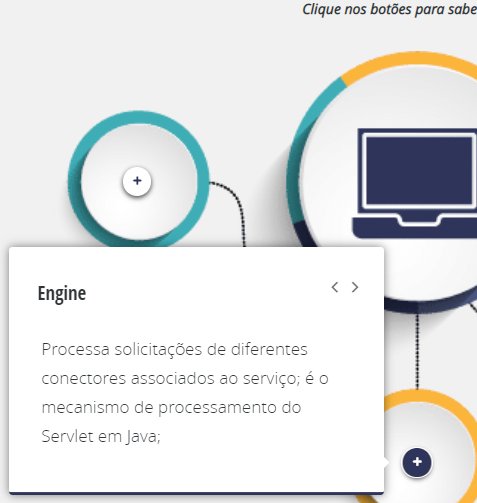 Clique nos botões para sabe
Engine
Processa solicitações de diferentes
conectores associados ao serviço; é o
mecanismo de processamento do
Servlet em Java;